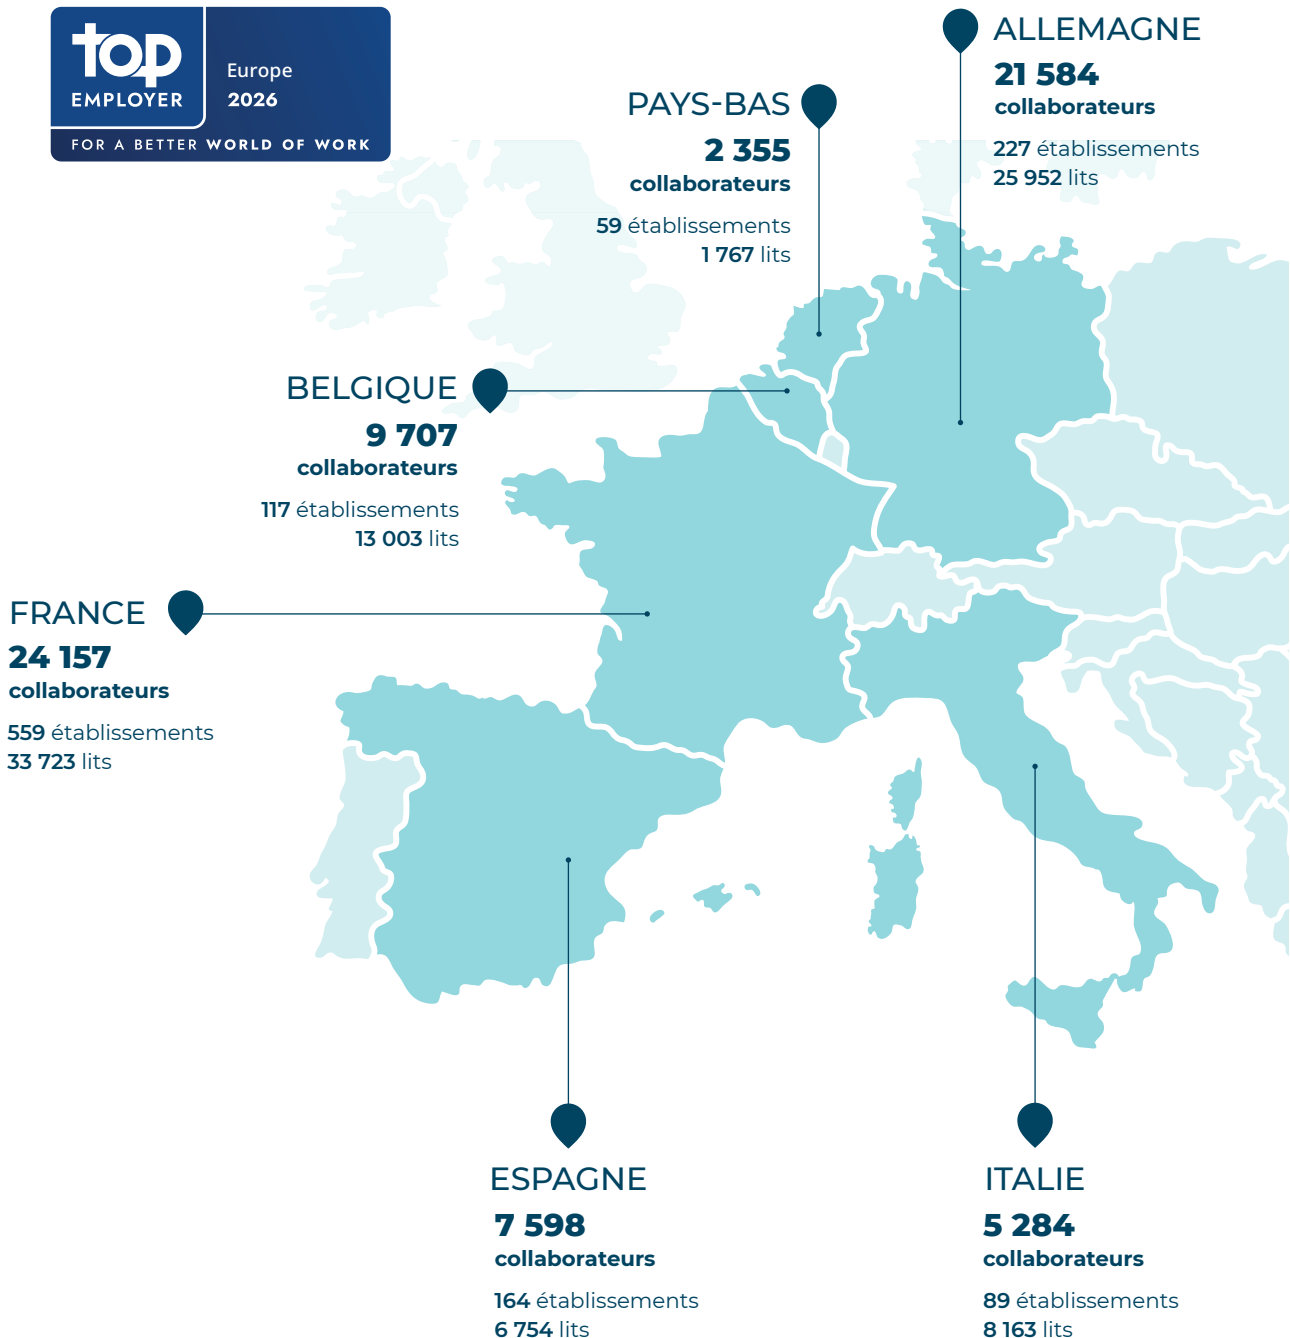 top
EMPLOYER
Europe
2026
FOR A BETTER WORLD OF WORK
ALLEMAGNE
21 584
collaborateurs
227 établissements
25 952 lits
PAYS-BAS
2 355
collaborateurs
59 établissements
1 767 lits
BELGIQUE
9 707
collaborateurs
117 établissements
13 003 lits
FRANCE
24 157
collaborateurs
559 établissements
33 723 lits
ESPAGNE
7 598
collaborateurs
164 établissements
6 754 lits
ITALIE
5 284
collaborateurs
89 établissements
8 163 lits